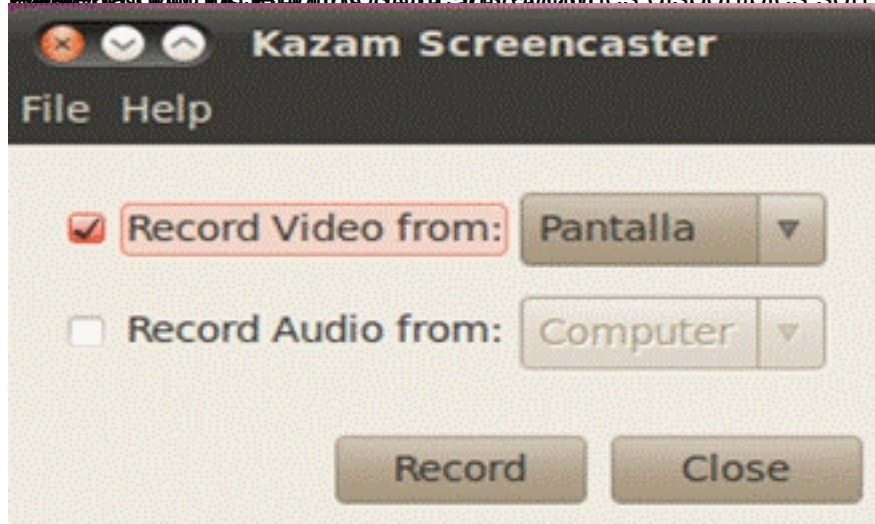 Kazam Screencaster
File Help
Record Video from: Pantalla
Record Audio from: Computer
Record Close